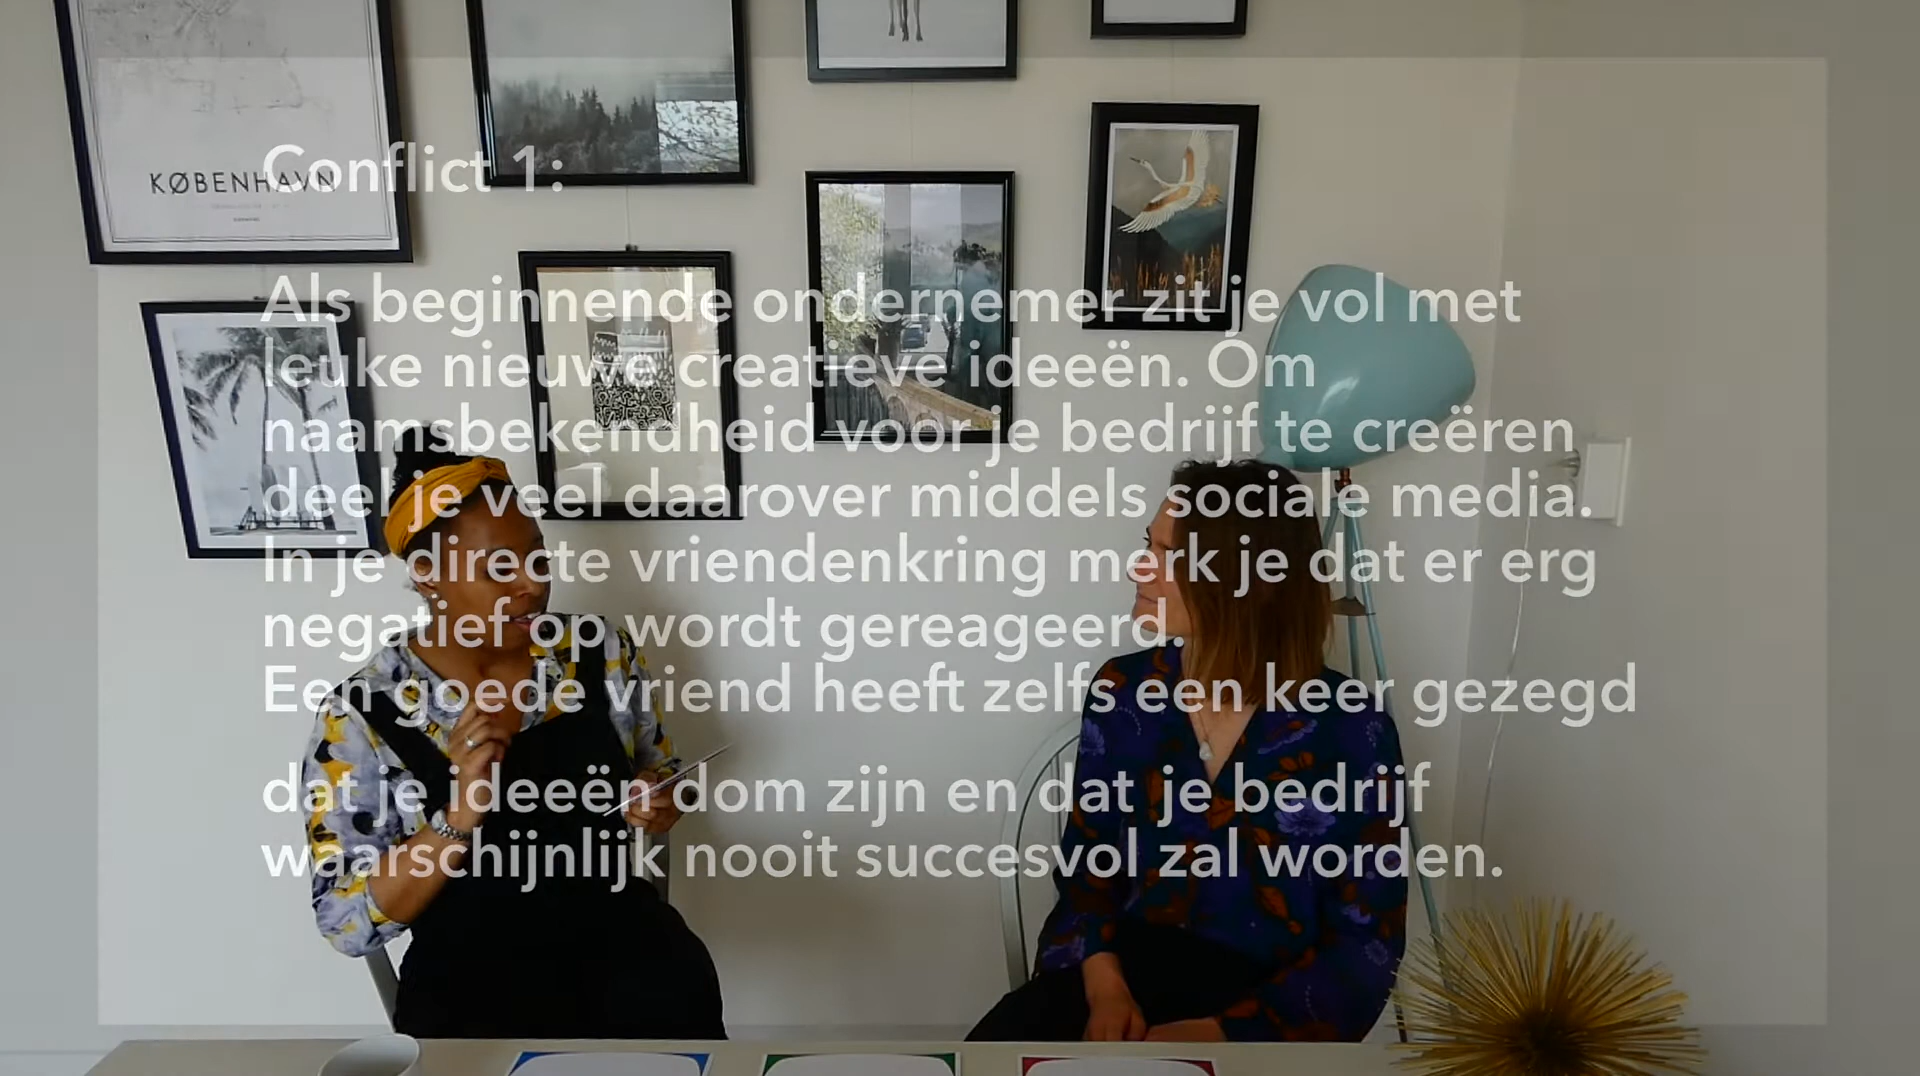 KØBENHAVN
Conflict 1:
Als beginnende ondernemer zit je vol met
leuke nieuwe creatieve ideeën. Om
naamsbekendheid voor je bedrijf te creëren
deel je veel daarover middels sociale media.
In je directe vriendenkring merk je dat er erg
negatief op wordt gereageerd.
Een goede vriend heeft zelfs een keer gezegd
dat je ideeën dom zijn en dat je bedrijf
waarschijnlijk nooit succesvol zal worden.